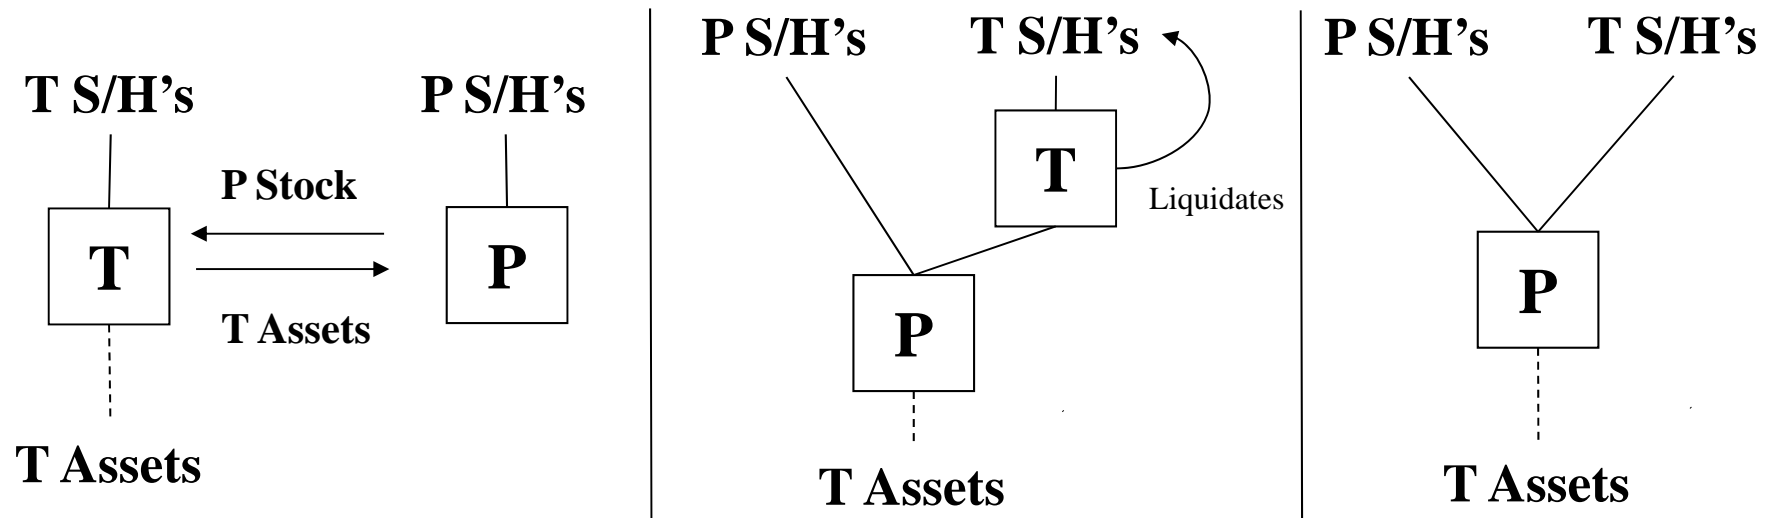 T S/H’s
P S/H’s
P Stock
T
P
T Assets
T Assets
P S/H’s
T S/H’s
T
Liquidates
P
T Assets
P S/H’s
T S/H’s
P
T Assets